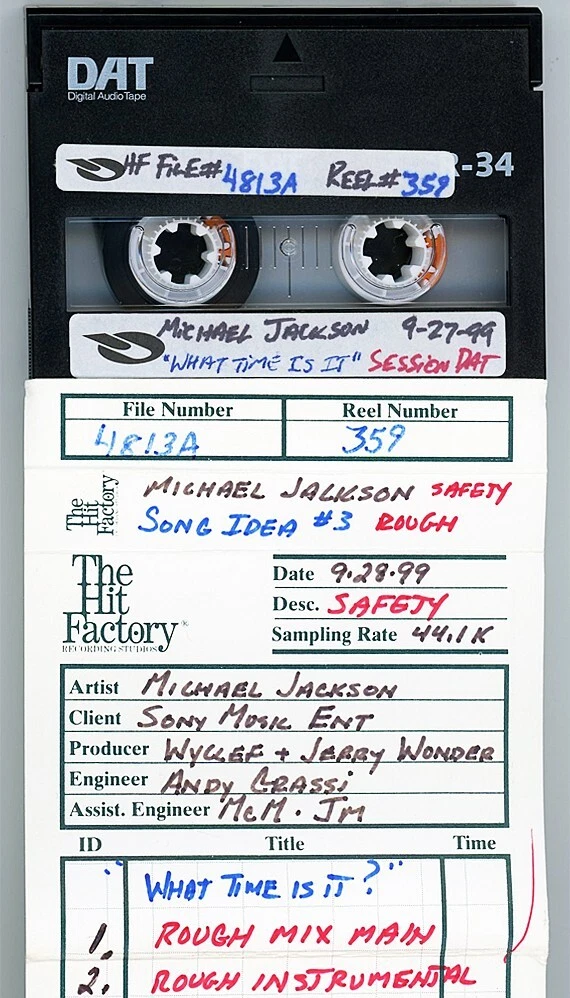 DAT
Digital Audio Tape
HF FILE# 4813A REEL# 359
R-34
MICHAEL JACKSON 9-27-99
"WHAT TIME IS IT" SESSION DAT
File Number Reel Number
4813A 359
The Hit Factory
MICHAEL JACKSON SAFETY
SONG IDEA #3 ROUGH
The
Hit
Factory®
RECORDING STUDIOS
Date 9.28.99
Desc. SAFETY
Sampling Rate 44.1K
Artist MICHAEL JACKSON
Client SONY MUSIC ENT
Producer WYCLEF + JERRY WONDER
Engineer ANDY GRASSI
Assist. Engineer McM. JM
ID Title Time
"WHAT TIME IS IT?"
1. ROUGH MIX MAIN
2. ROUGH INSTRUMENTAL